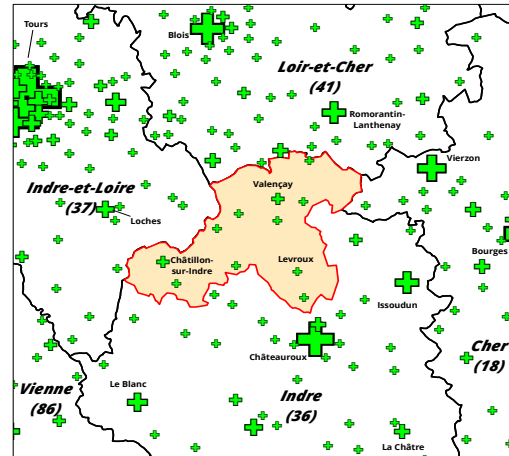 Tours
Blois
Loir-et-Cher
(41)
Romorantin-
Lanthenay
Vierzon
Valençay
Indre-et-Loire
(37)
Loches
Bourges
Châtillon-
sur-Indre
Levroux
Issoudun
Châteauroux
Cher
(18)
Vienne
(86)
Le Blanc
Indre
(36)
La Châtre